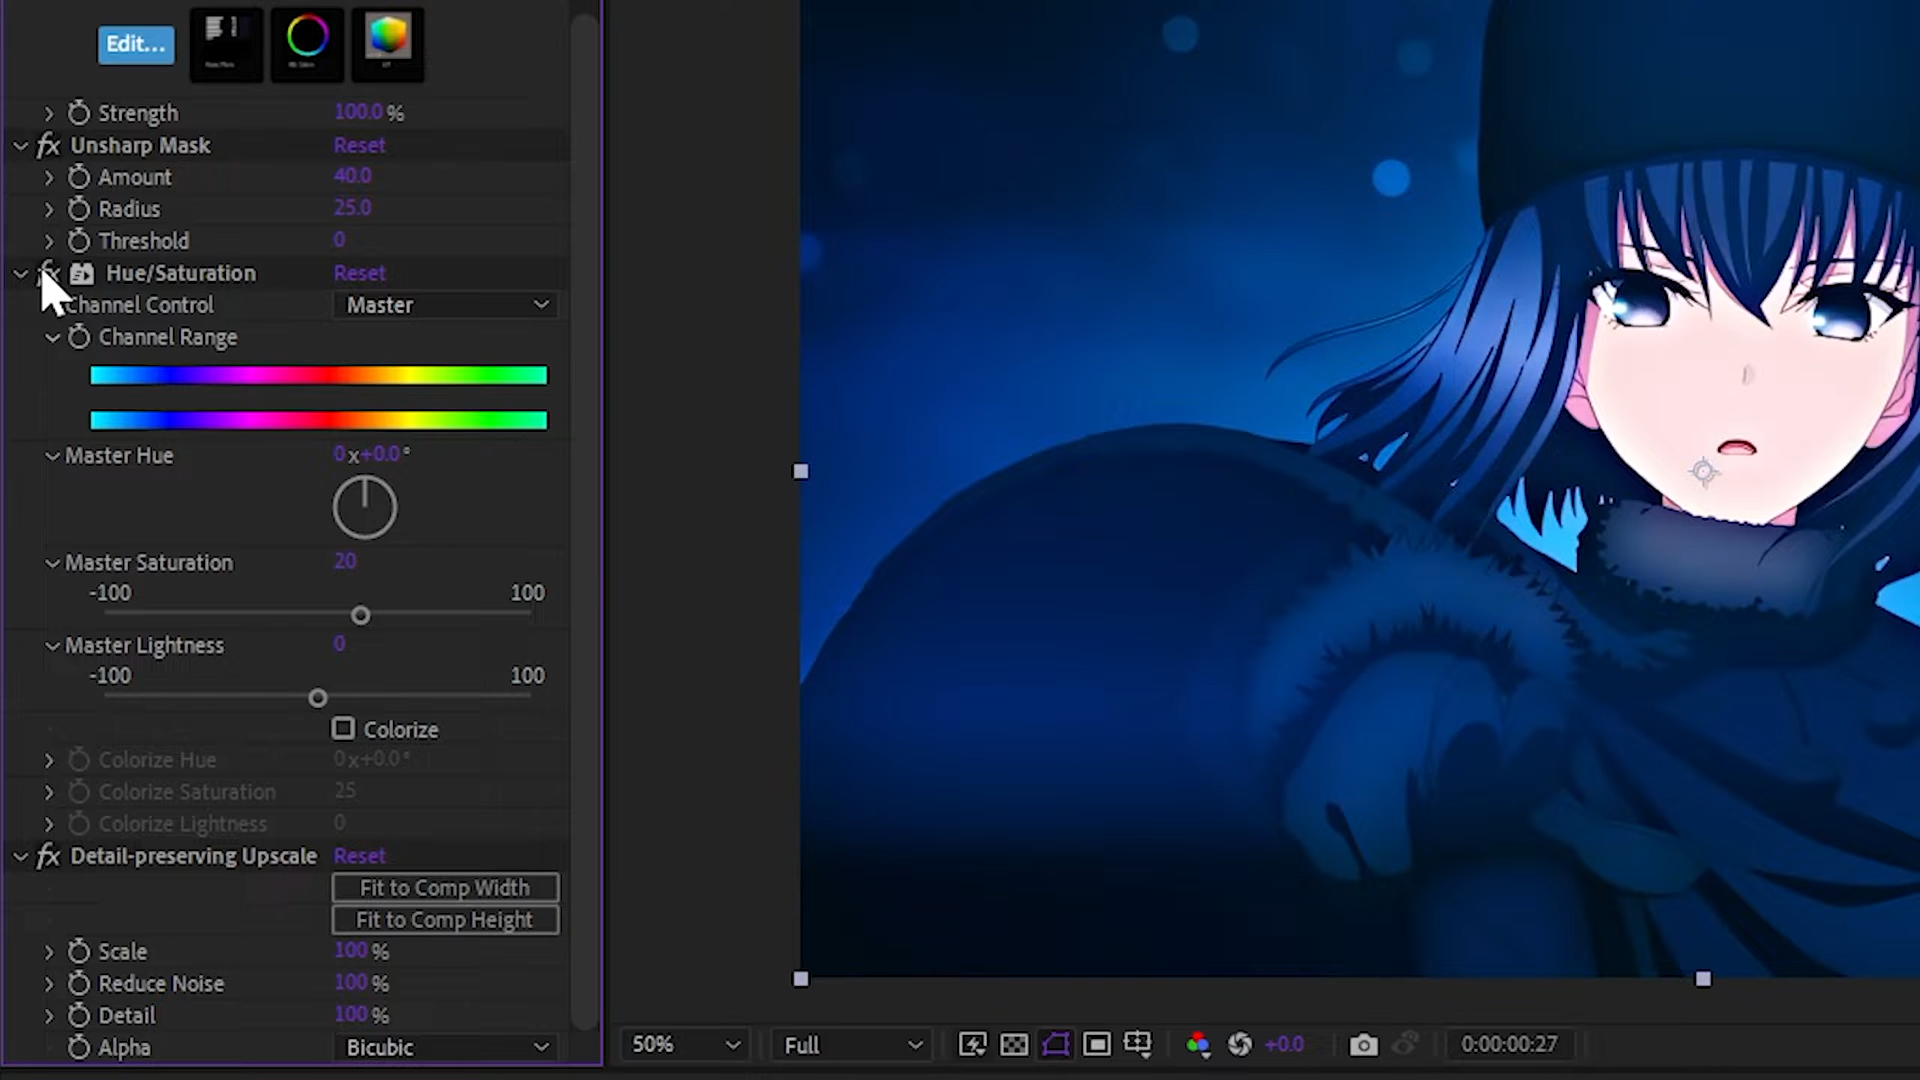 Edit...
Strength 100.0 %
Unsharp Mask Reset
Amount 40.0
Radius 25.0
Threshold 0
Hue/Saturation Reset
Channel Control Master
Channel Range
Master Hue 0x+0.0°
Master Saturation 20
-100 100
Master Lightness 0
-100 100
Colorize
Colorize Hue 0x+0.0°
Colorize Saturation 25
Colorize Lightness 0
Detail-preserving Upscale Reset
Fit to Comp Width
Fit to Comp Height
Scale 100 %
Reduce Noise 100 %
Detail 100 %
Alpha Bicubic
50% Full +0.0 0:00:00:27